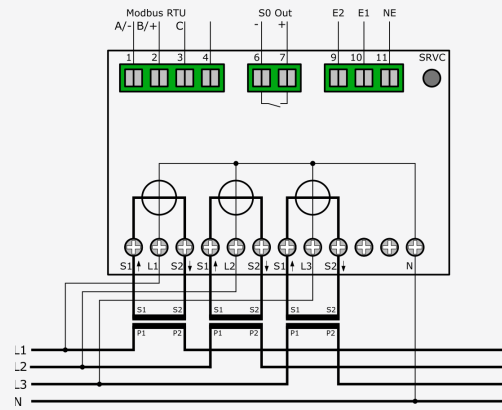 Modbus RTU S0 Out E2 E1 NE
A/- B/+ C - +
1 2 3 4 6 7 9 10 11 SRVC
S1 L1 S2 S1 L2 S2 S1 L3 S2 N
S1 S2 S1 S2 S1 S2
P1 P2 P1 P2 P1 P2
L1
L2
L3
N